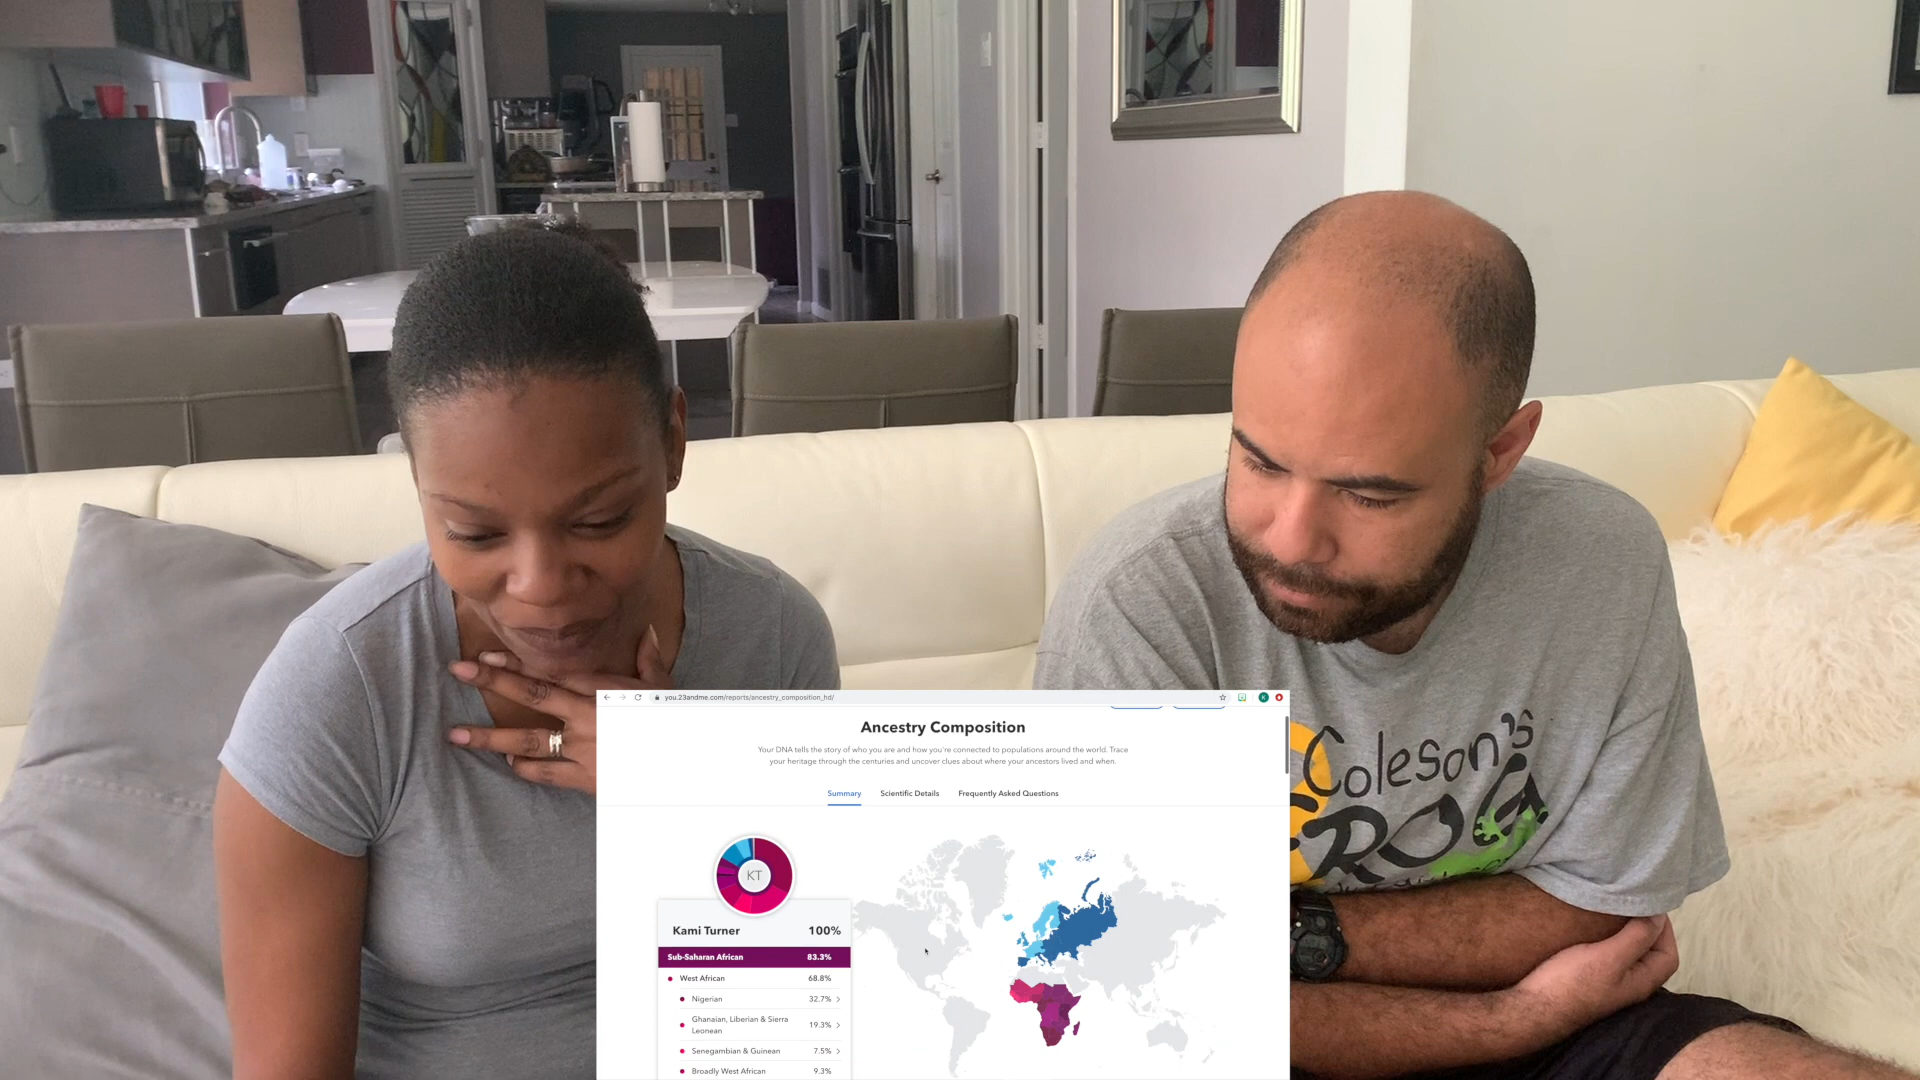 you.23andme.com/reports/ancestry_composition_hd/
Ancestry Composition
Your DNA tells the story of who you are and how you're connected to populations around the world. Trace
your heritage through the centuries and uncover clues about where your ancestors lived and when.
Summary Scientific Details Frequently Asked Questions
KT
Kami Turner 100%
Sub-Saharan African 83.3%
West African 68.8%
Nigerian 32.7%
Ghanaian, Liberian & Sierra
Leonean 19.3%
Senegambian & Guinean 7.5%
Broadly West African 9.3%
Coleson's
FROG